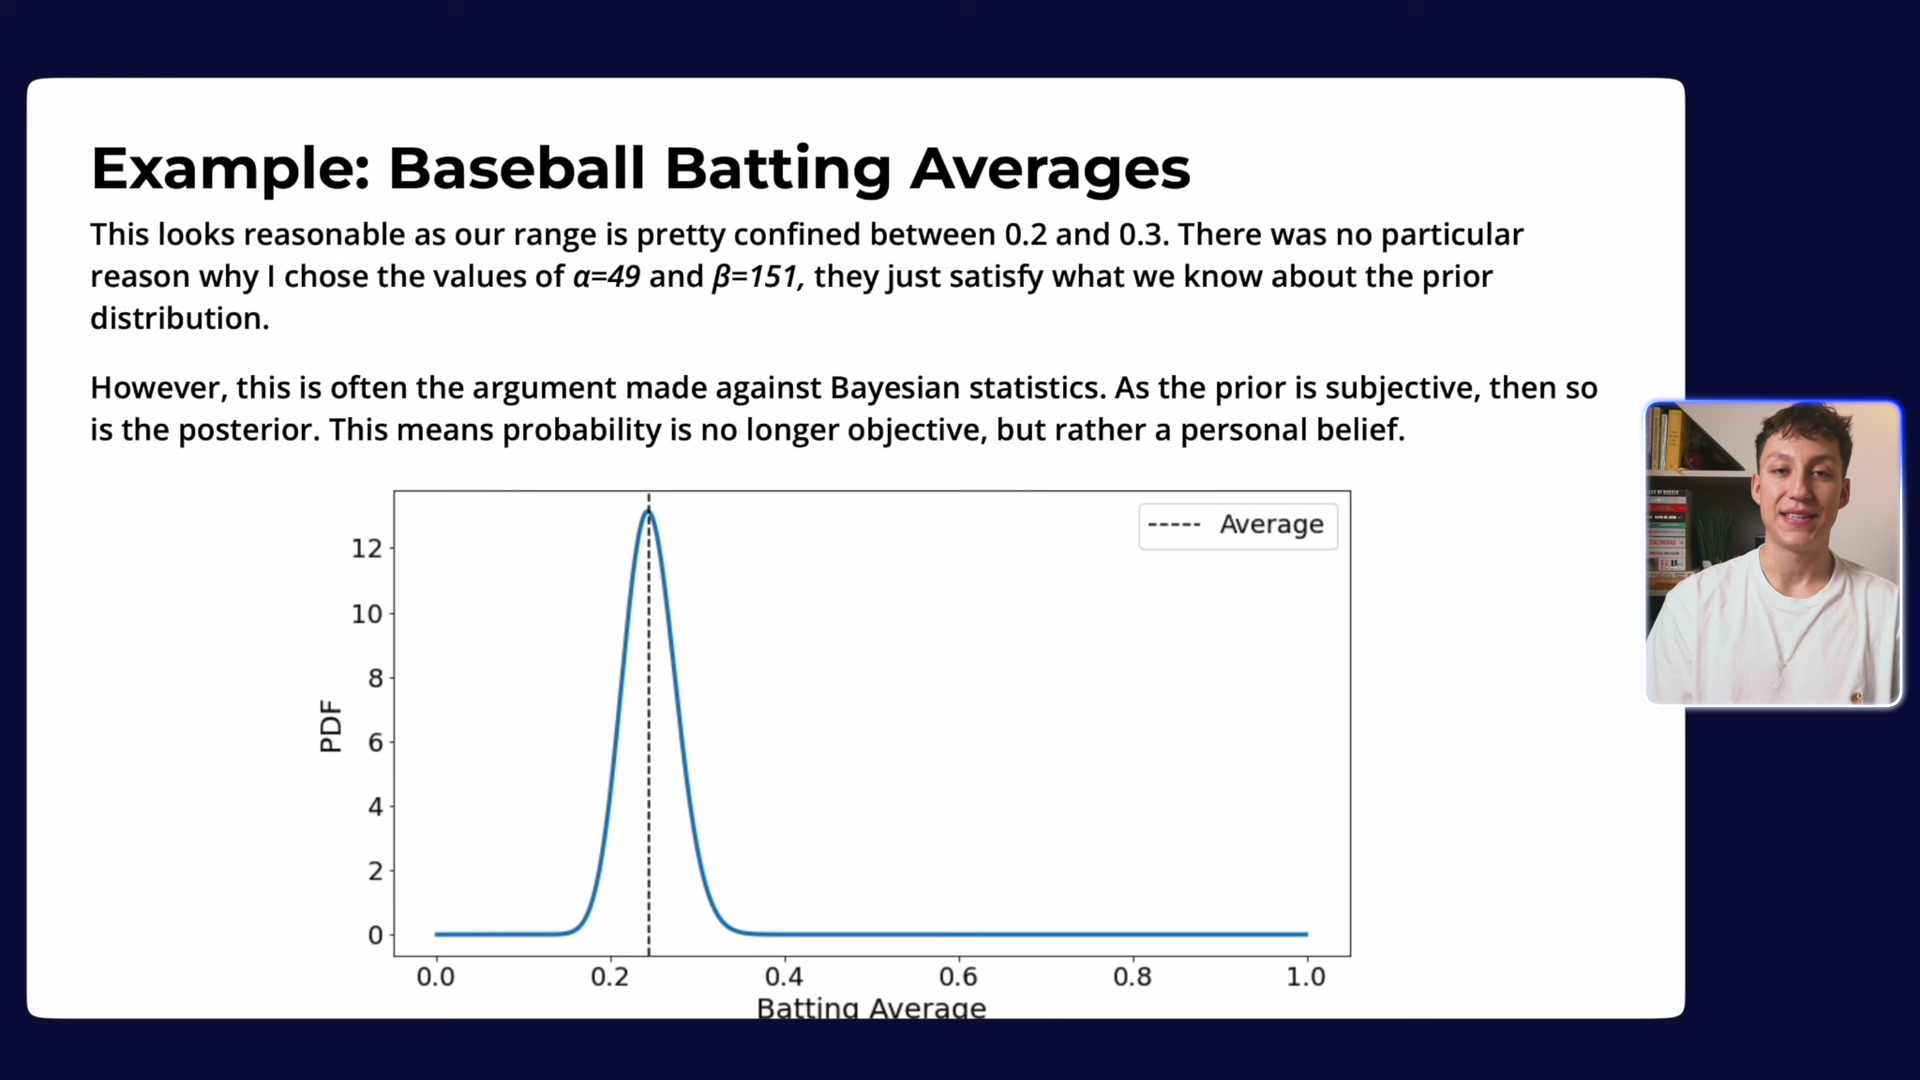 Example: Baseball Batting Averages
This looks reasonable as our range is pretty confined between 0.2 and 0.3. There was no particular
reason why I chose the values of α=49 and β=151, they just satisfy what we know about the prior
distribution.
However, this is often the argument made against Bayesian statistics. As the prior is subjective, then so
is the posterior. This means probability is no longer objective, but rather a personal belief.
Average
12
10
8
6
4
2
0
PDF
0.0 0.2 0.4 0.6 0.8 1.0
Batting Average